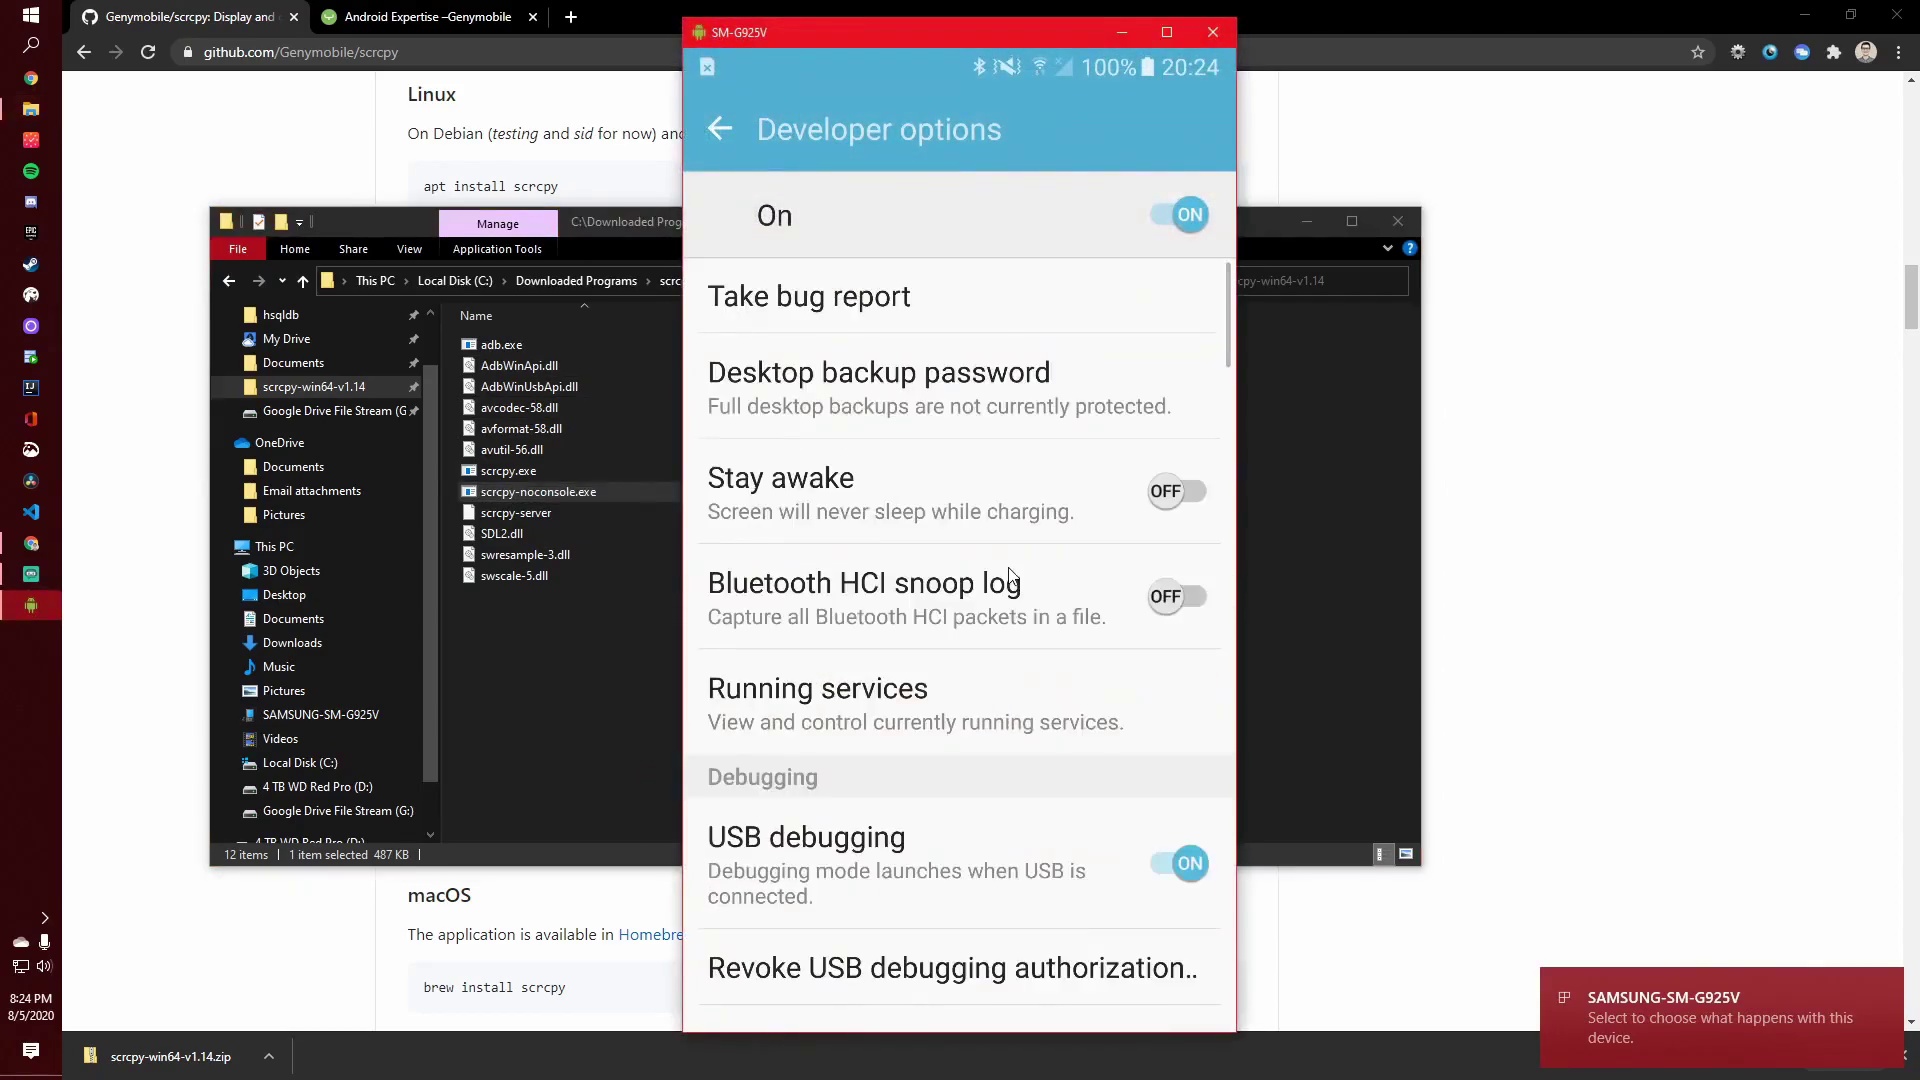 Genymobile/scrcpy: Display and
Android Expertise –Genymobile
github.com/Genymobile/scrcpy
Linux
On Debian (testing and sid for now) and
apt install scrcpy
Manage
C:\Downloaded Prog
File
Home
Share
View
Application Tools
This PC
Local Disk (C:)
Downloaded Programs
scrc
cpy-win64-v1.14
hsqldb
My Drive
Documents
scrcpy-win64-v1.14
Google Drive File Stream (G
OneDrive
Documents
Email attachments
Pictures
This PC
3D Objects
Desktop
Documents
Downloads
Music
Pictures
SAMSUNG-SM-G925V
Videos
Local Disk (C:)
4 TB WD Red Pro (D:)
Google Drive File Stream (G:)
4 TB WD Red Pro (D:)
Name
adb.exe
AdbWinApi.dll
AdbWinUsbApi.dll
avcodec-58.dll
avformat-58.dll
avutil-56.dll
scrcpy.exe
scrcpy-noconsole.exe
scrcpy-server
SDL2.dll
swresample-3.dll
swscale-5.dll
12 items
1 item selected 487 KB
SM-G925V
100% 20:24
Developer options
On
ON
Take bug report
Desktop backup password
Full desktop backups are not currently protected.
Stay awake
OFF
Screen will never sleep while charging.
Bluetooth HCI snoop log
OFF
Capture all Bluetooth HCI packets in a file.
Running services
View and control currently running services.
Debugging
USB debugging
ON
Debugging mode launches when USB is
connected.
Revoke USB debugging authorization..
macOS
The application is available in Homebre
brew install scrcpy
EPIC
IJ
8:24 PM
8/5/2020
scrcpy-win64-v1.14.zip
SAMSUNG-SM-G925V
Select to choose what happens with this
device.